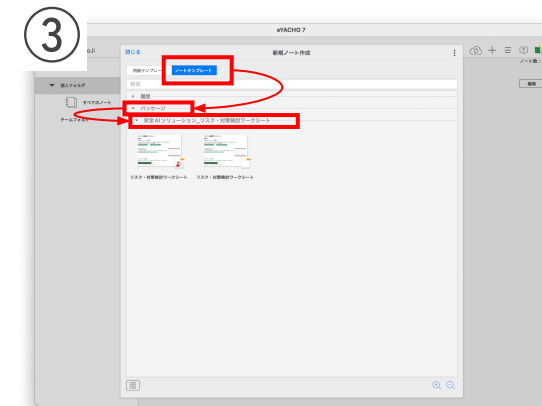 ③
eYACHO 7
oJi
閉じる
新規ノート作成
ノート数:
用紙テンプレー
ノートテンプレート
検索
編集
個人フォルダ
履歴
すべてのノート
パッケージ
チームフォルダ
安全AIソリューション_リスク・対策検討ワークシート
リスク・対策検討ワークシート
リスク・対策検討ワークシート